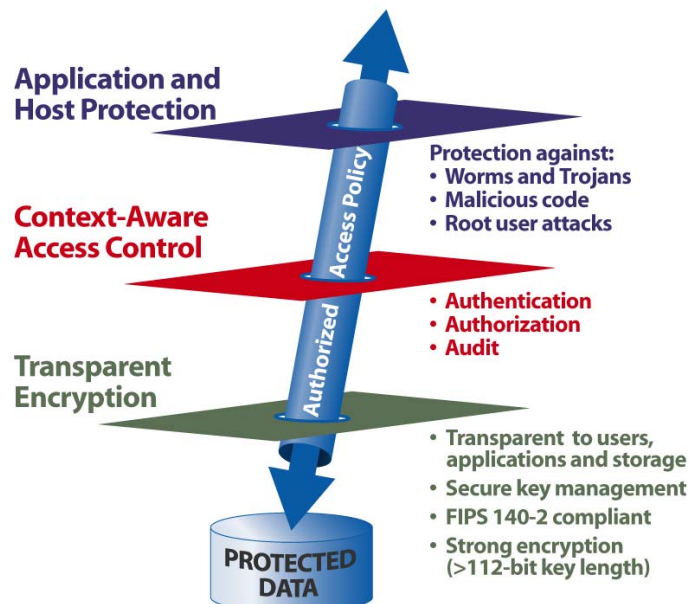 Application and
Host Protection
Protection against:
• Worms and Trojans
• Malicious code
• Root user attacks
Context-Aware
Access Control
• Authentication
• Authorization
• Audit
Authorized Access Policy
Transparent
Encryption
• Transparent to users,
applications and storage
• Secure key management
• FIPS 140-2 compliant
• Strong encryption
(>112-bit key length)
PROTECTED
DATA